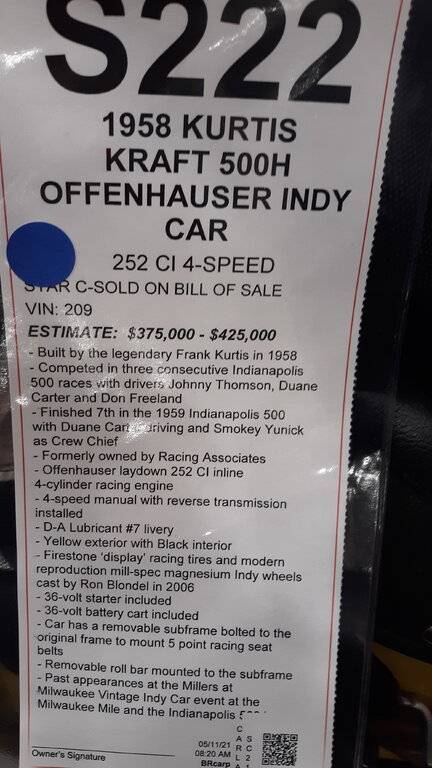 S222
1958 KURTIS
KRAFT 500H
OFFENHAUSER INDY
CAR
252 CI 4-SPEED
STAR C-SOLD ON BILL OF SALE
VIN: 209
ESTIMATE: $375,000 - $425,000
- Built by the legendary Frank Kurtis in 1958
- Competed in three consecutive Indianapolis
500 races with drivers Johnny Thomson, Duane
Carter and Don Freeland
- Finished 7th in the 1959 Indianapolis 500
with Duane driving and Smokey Yunick
as Crew Chief
- Formerly owned by Racing Associates
- Offenhauser laydown 252 CI inline
4-cylinder racing engine
- 4-speed manual with reverse transmission
installed
- D-A Lubricant #7 livery
- Yellow exterior with Black interior
- Firestone 'display' racing tires and modern
reproduction mill-spec magnesium Indy wheels
cast by Ron Blondel in 2006
- 36-volt starter included
- 36-volt battery cart included
- Car has a removable subframe bolted to the
original frame to mount 5 point racing seat
belts
- Removable roll bar mounted to the subframe
- Past appearances at the Millers at
Milwaukee Vintage Indy Car event at the
Milwaukee Mile and the Indianapolis
Owner's Signature
05/11/21
08:20 AM
BRcarp